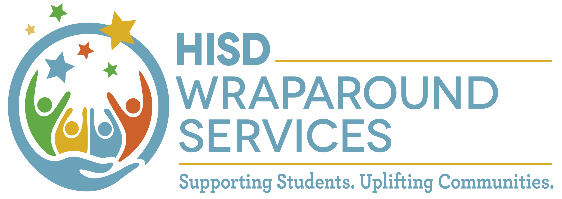 HISD
WRAPAROUND
SERVICES
Supporting Students. Uplifting Communities.